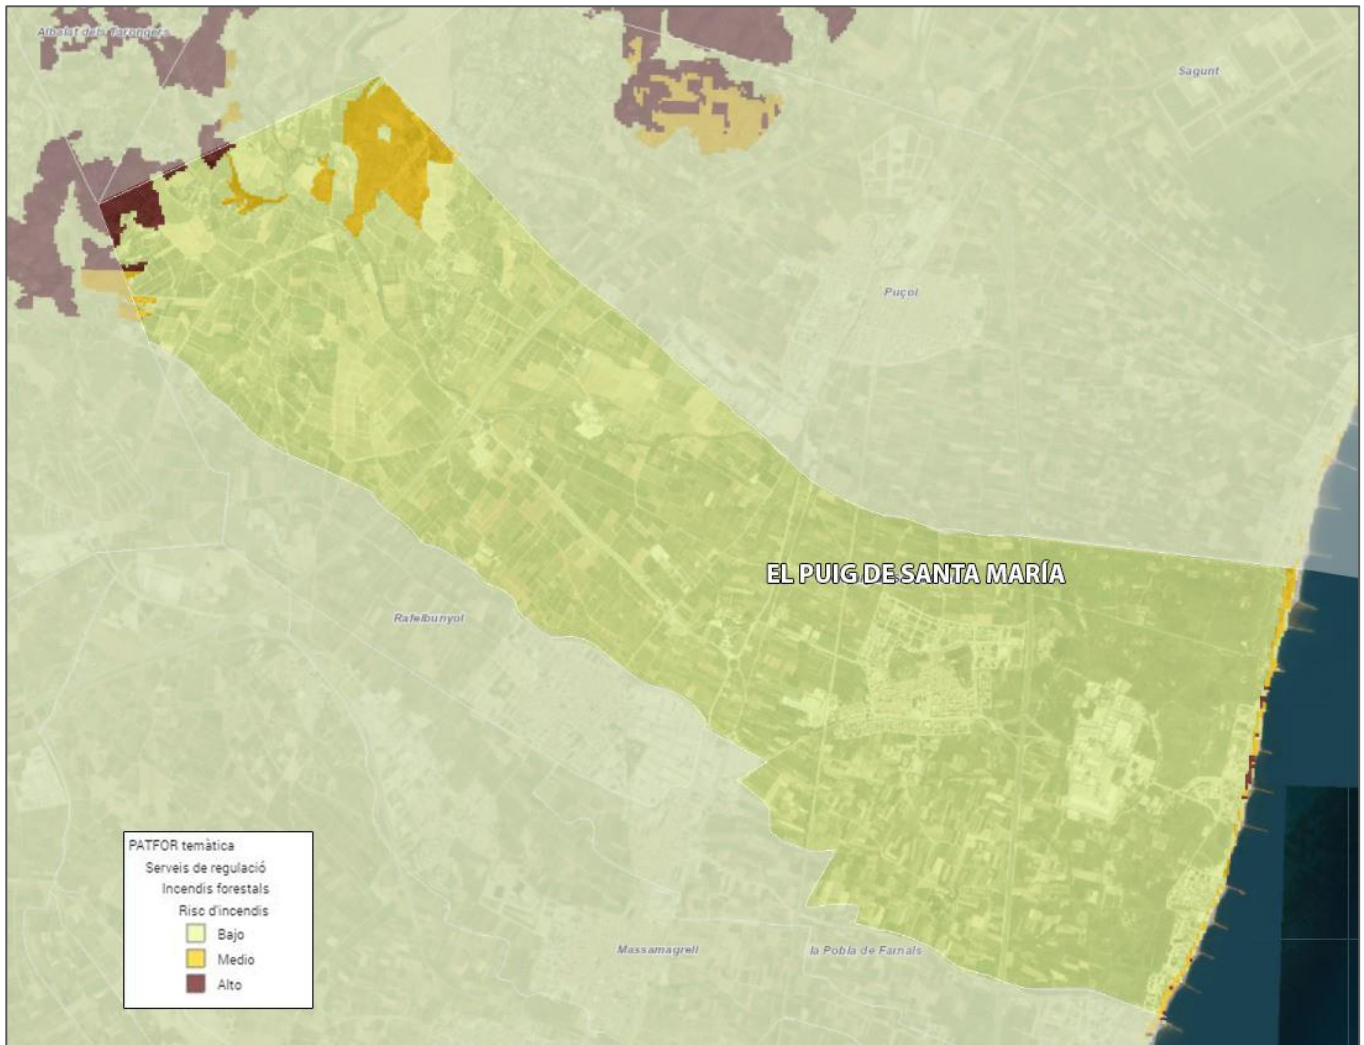 Albalat dels Tarongers
Sagunt
Puçol
EL PUIG DE SANTA MARÍA
Rafelbunyol
PATFOR temàtica
Serveis de regulació
Incendis forestals
Risc d'incendis
Bajo
Medio
Alto
Massamagrell
la Pobla de Farnals